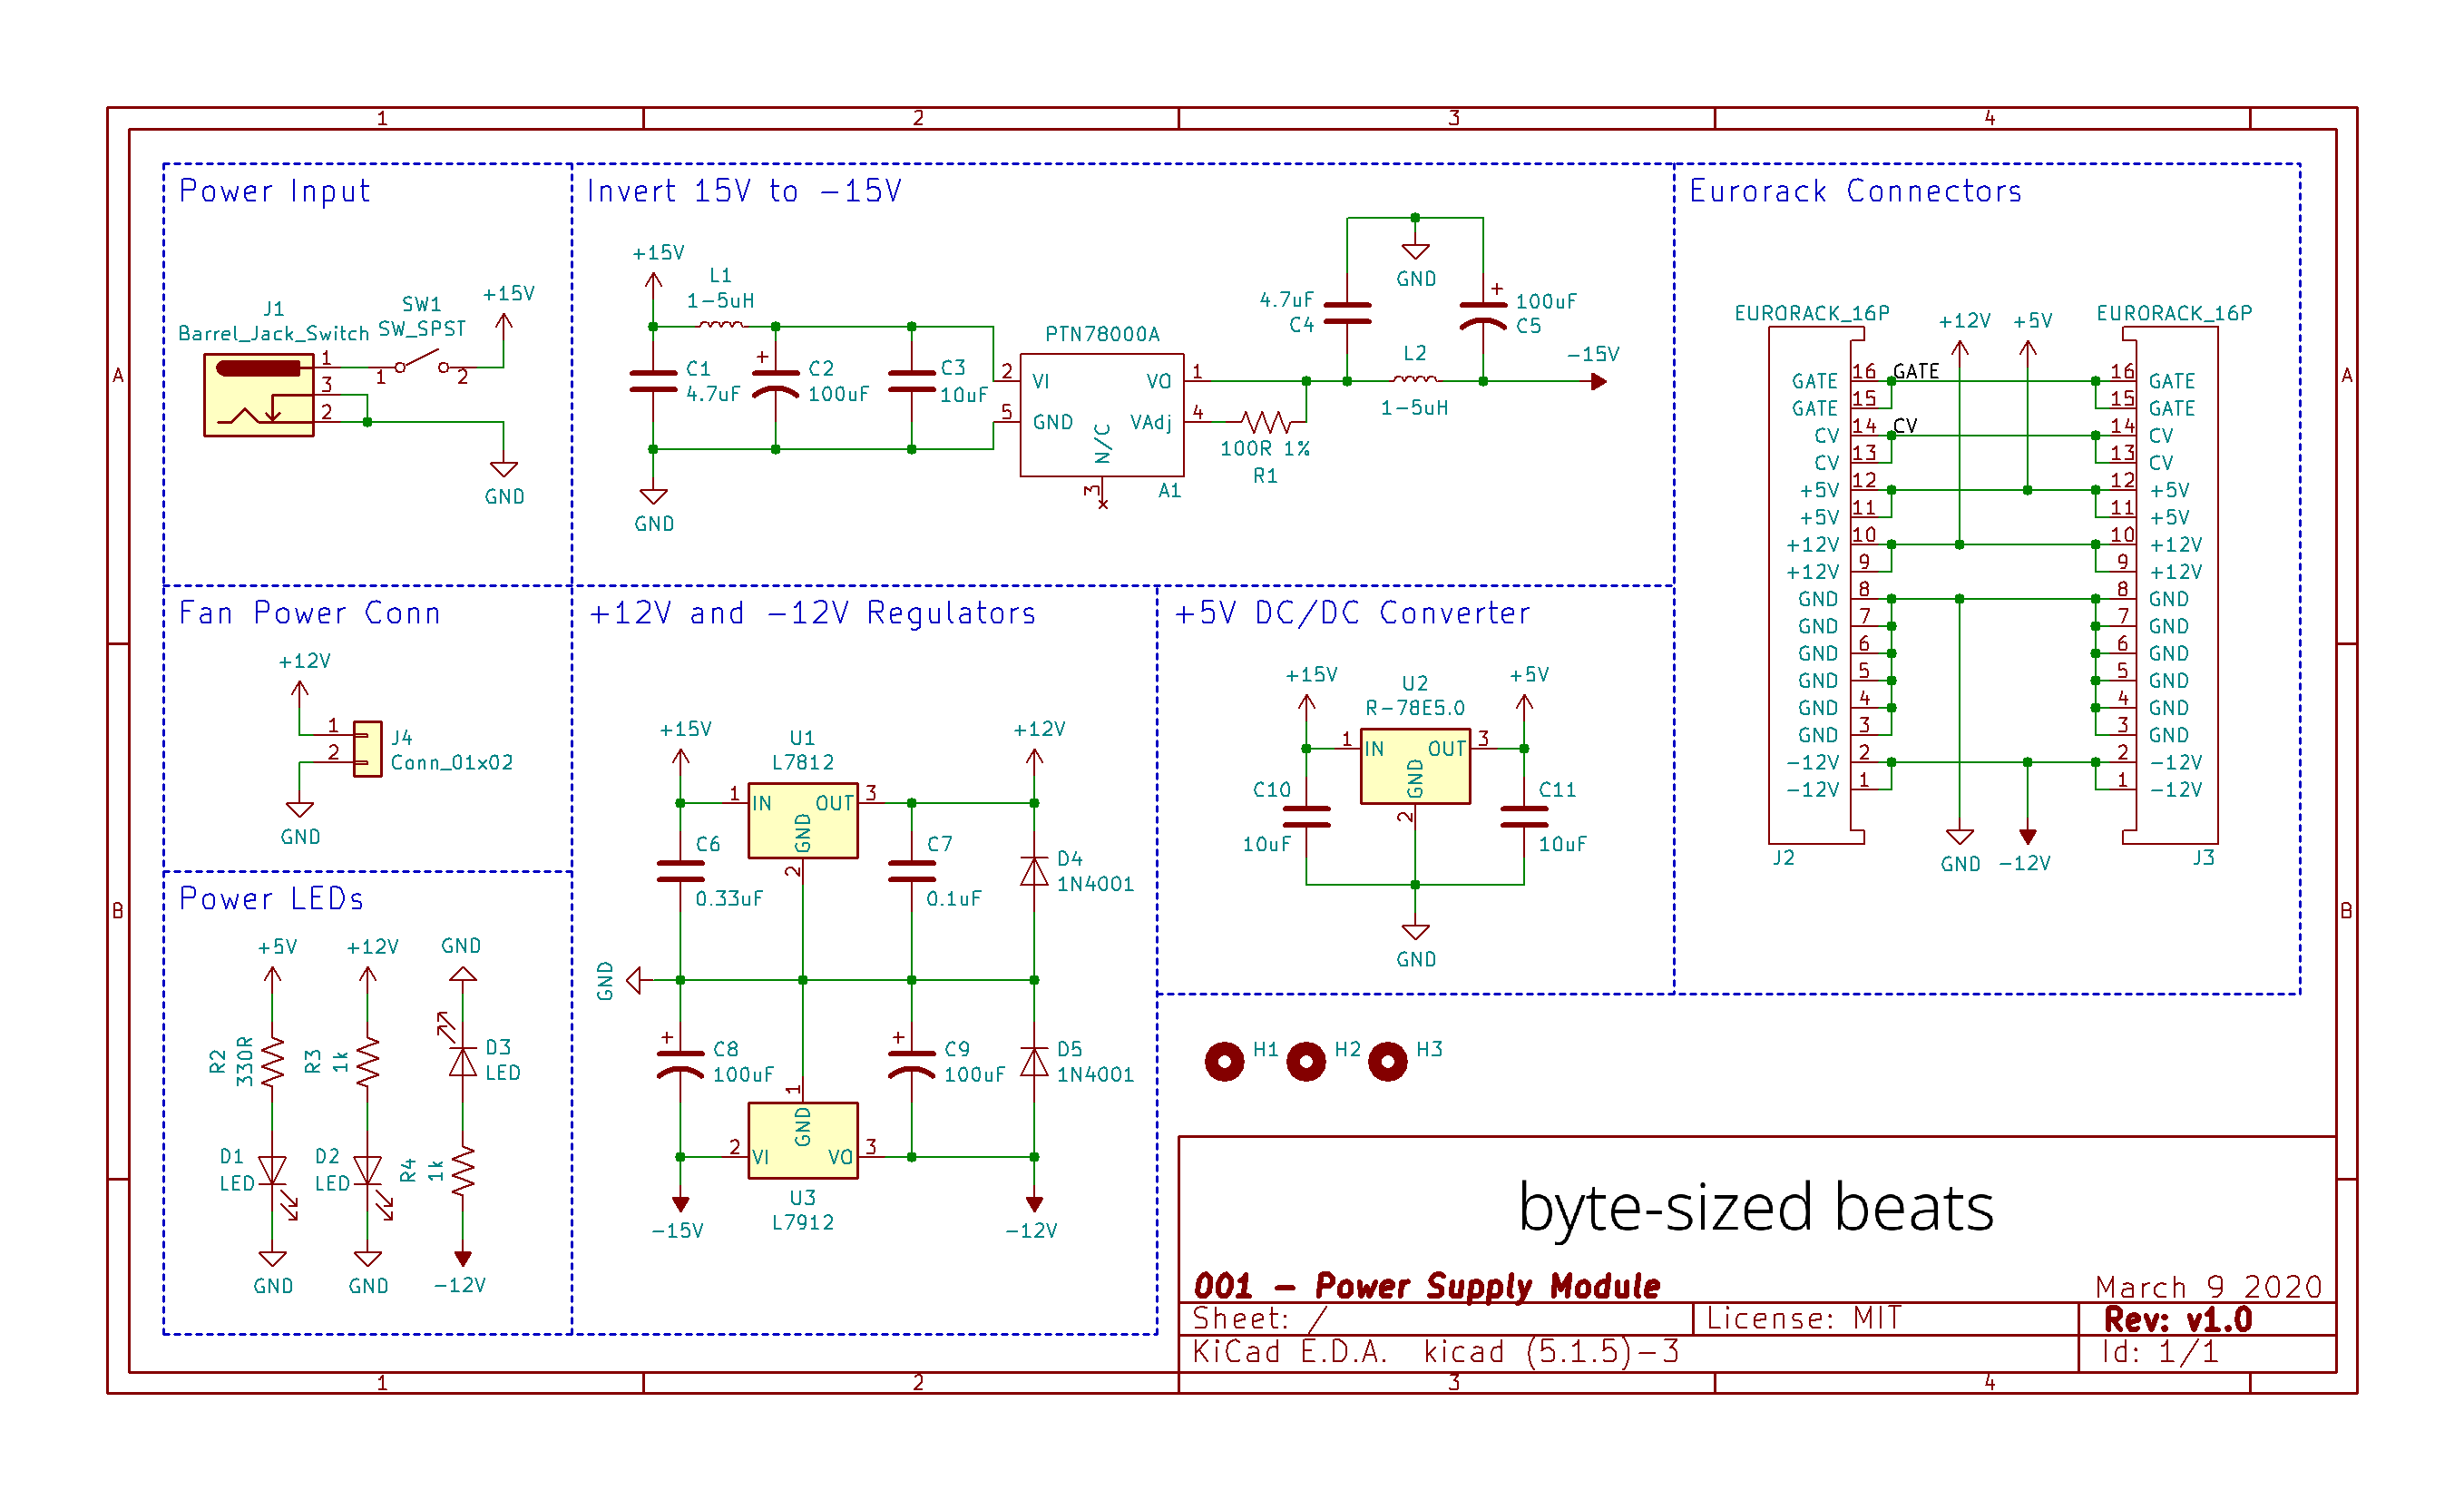 1 2 3 4
A
B
Power Input
J1
Barrel_Jack_Switch
1
3
2
SW1
SW_SPST
1 2
+15V
GND
Invert 15V to -15V
+15V
L1
1-5uH
C1
4.7uF
C2
100uF
C3
10uF
GND
PTN78000A
2 VI
5 GND
VO 1
VAdj 4
N/C
3
A1
100R 1%
R1
4.7uF
C4
GND
100uF
C5
L2
1-5uH
-15V
Eurorack Connectors
EURORACK_16P
+12V +5V
EURORACK_16P
GATE 16 GATE 16 GATE
GATE 15 15 GATE
CV 14 CV 14 CV
CV 13 13 CV
+5V 12 12 +5V
+5V 11 11 +5V
+12V 10 10 +12V
+12V 9 9 +12V
GND 8 8 GND
GND 7 7 GND
GND 6 6 GND
GND 5 5 GND
GND 4 4 GND
GND 3 3 GND
-12V 2 2 -12V
-12V 1 1 -12V
J2
GND -12V
J3
Fan Power Conn
+12V
1
2
J4
Conn_01x02
GND
Power LEDs
+5V +12V GND
R2
330R
R3
1k
D3
LED
D1
LED
D2
LED
R4
1k
GND GND -12V
+12V and -12V Regulators
+15V
U1
L7812
+12V
1 IN OUT 3
GND
2
C6
0.33uF
C7
0.1uF
D4
1N4001
GND
C8
100uF
C9
100uF
D5
1N4001
1
GND
2 VI VO 3
U3
L7912
-15V
-12V
+5V DC/DC Converter
+15V
U2
R-78E5.0
+5V
1 IN OUT 3
GND
2
C10
10uF
C11
10uF
GND
H1 H2 H3
byte-sized beats
001 - Power Supply Module
March 9 2020
Sheet: /
License: MIT
Rev: v1.0
KiCad E.D.A. kicad (5.1.5)-3
Id: 1/1
A
B
1 2 3 4